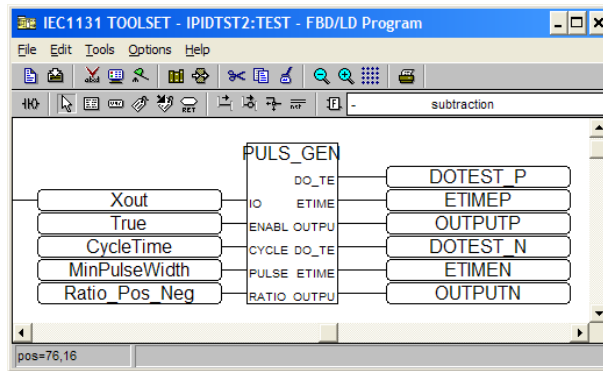 IEC1131 TOOLSET - IPIDTST2:TEST - FBD/LD Program
File Edit Tools Options Help
RET
- subtraction
PULS_GEN
DO_TE DOTEST_P
Xout IO ETIME ETIMEP
True ENABL OUTPU OUTPUTP
CycleTime CYCLE DO_TE DOTEST_N
MinPulseWidth PULSE ETIME ETIMEN
Ratio_Pos_Neg RATIO OUTPU OUTPUTN
pos=76,16